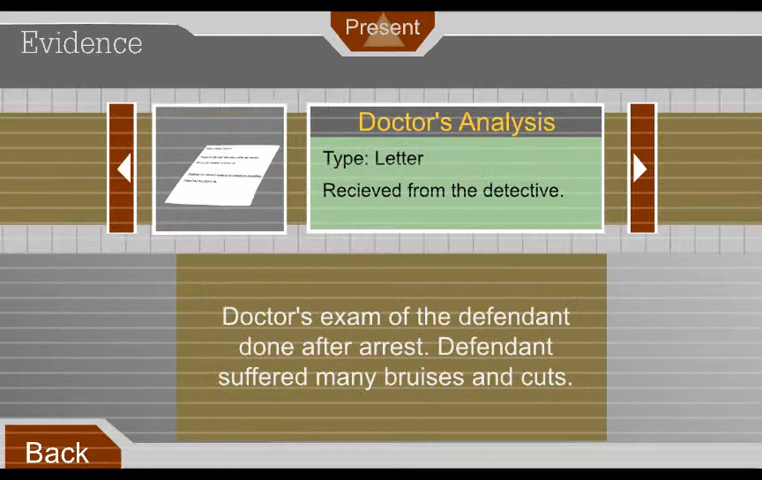 Present
Evidence
Doctor's Analysis
Type: Letter
Recieved from the detective.
Doctor's exam of the defendant
done after arrest. Defendant
suffered many bruises and cuts.
Back